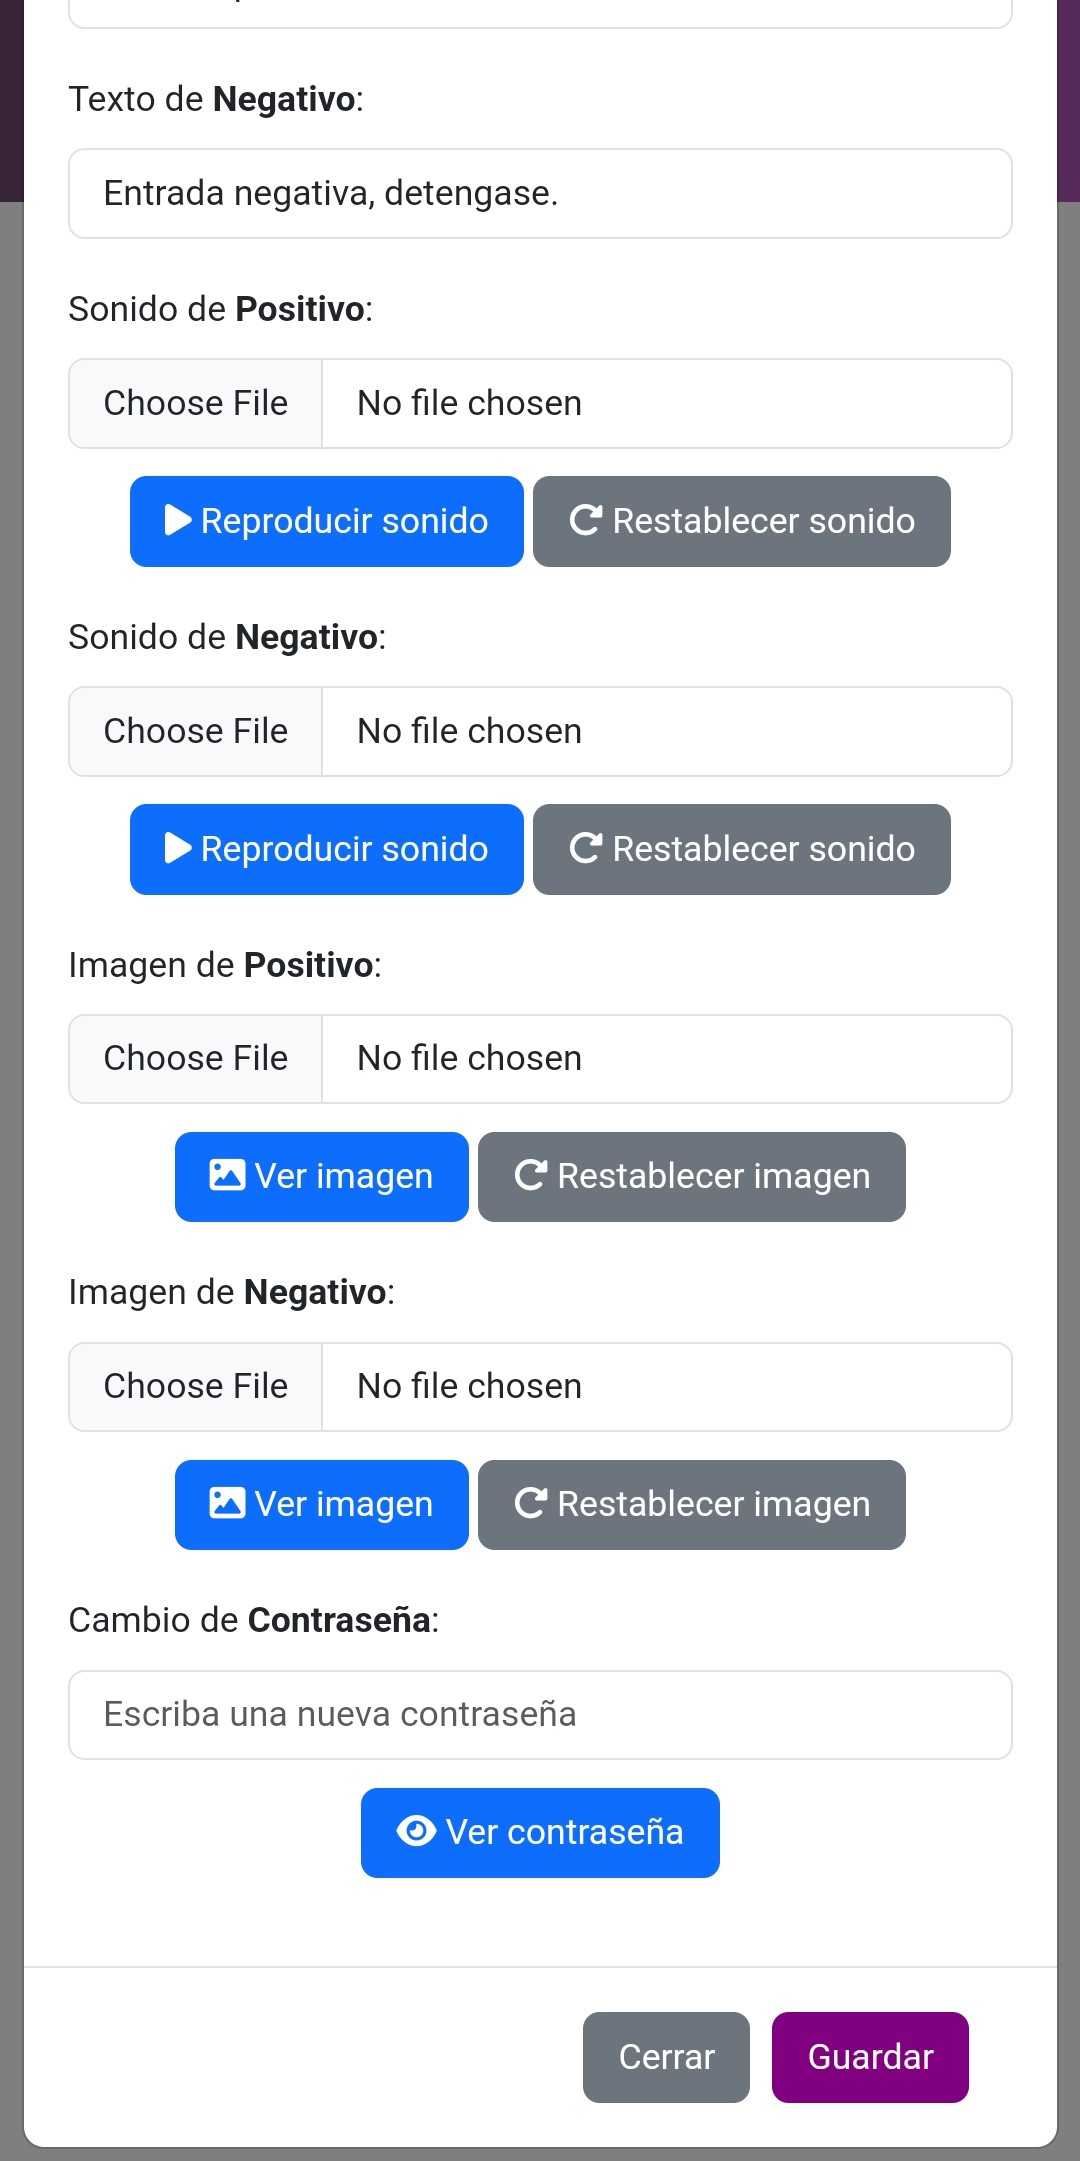 Texto de Negativo:
Entrada negativa, detengase.
Sonido de Positivo:
Choose File No file chosen
Reproducir sonido Restablecer sonido
Sonido de Negativo:
Choose File No file chosen
Reproducir sonido Restablecer sonido
Imagen de Positivo:
Choose File No file chosen
Ver imagen Restablecer imagen
Imagen de Negativo:
Choose File No file chosen
Ver imagen Restablecer imagen
Cambio de Contraseña:
Escriba una nueva contraseña
Ver contraseña
Cerrar Guardar